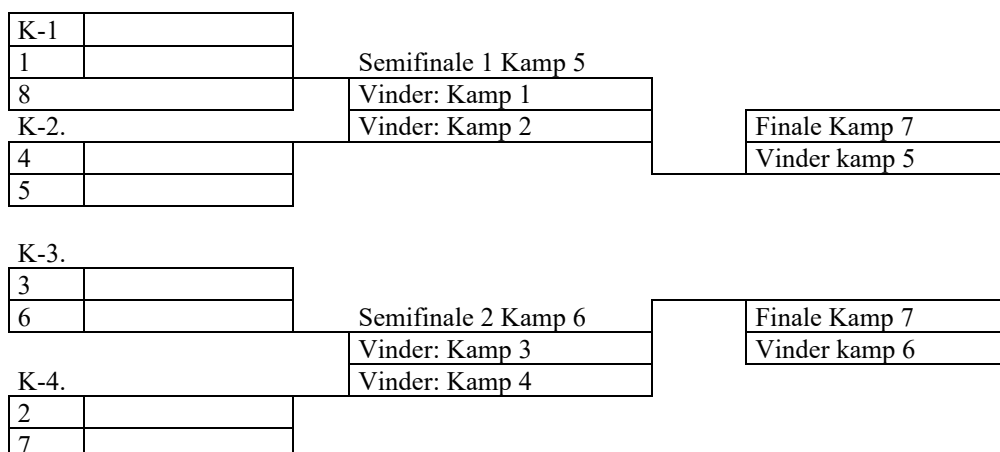 K-1
1
Semifinale 1 Kamp 5
8
Vinder: Kamp 1
K-2.
Vinder: Kamp 2
Finale Kamp 7
4
Vinder kamp 5
5
K-3.
3
6
Semifinale 2 Kamp 6
Finale Kamp 7
Vinder: Kamp 3
Vinder kamp 6
K-4.
Vinder: Kamp 4
2
7